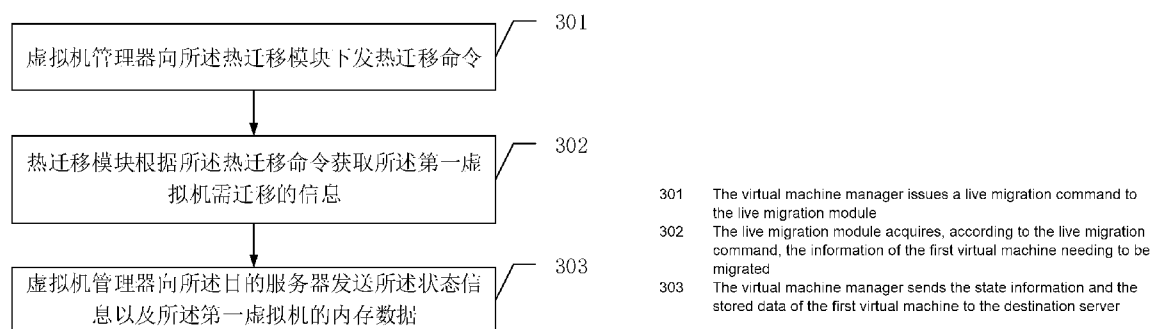 301
虚拟机管理器向所述热迁移模块下发热迁移命令
302
热迁移模块根据所述热迁移命令获取所述第一虚
拟机需迁移的信息
303
虚拟机管理器向所述目的服务器发送所述状态信
息以及所述第一虚拟机的内存数据
301 The virtual machine manager issues a live migration command to
the live migration module
302 The live migration module acquires, according to the live migration
command, the information of the first virtual machine needing to be
migrated
303 The virtual machine manager sends the state information and the
stored data of the first virtual machine to the destination server